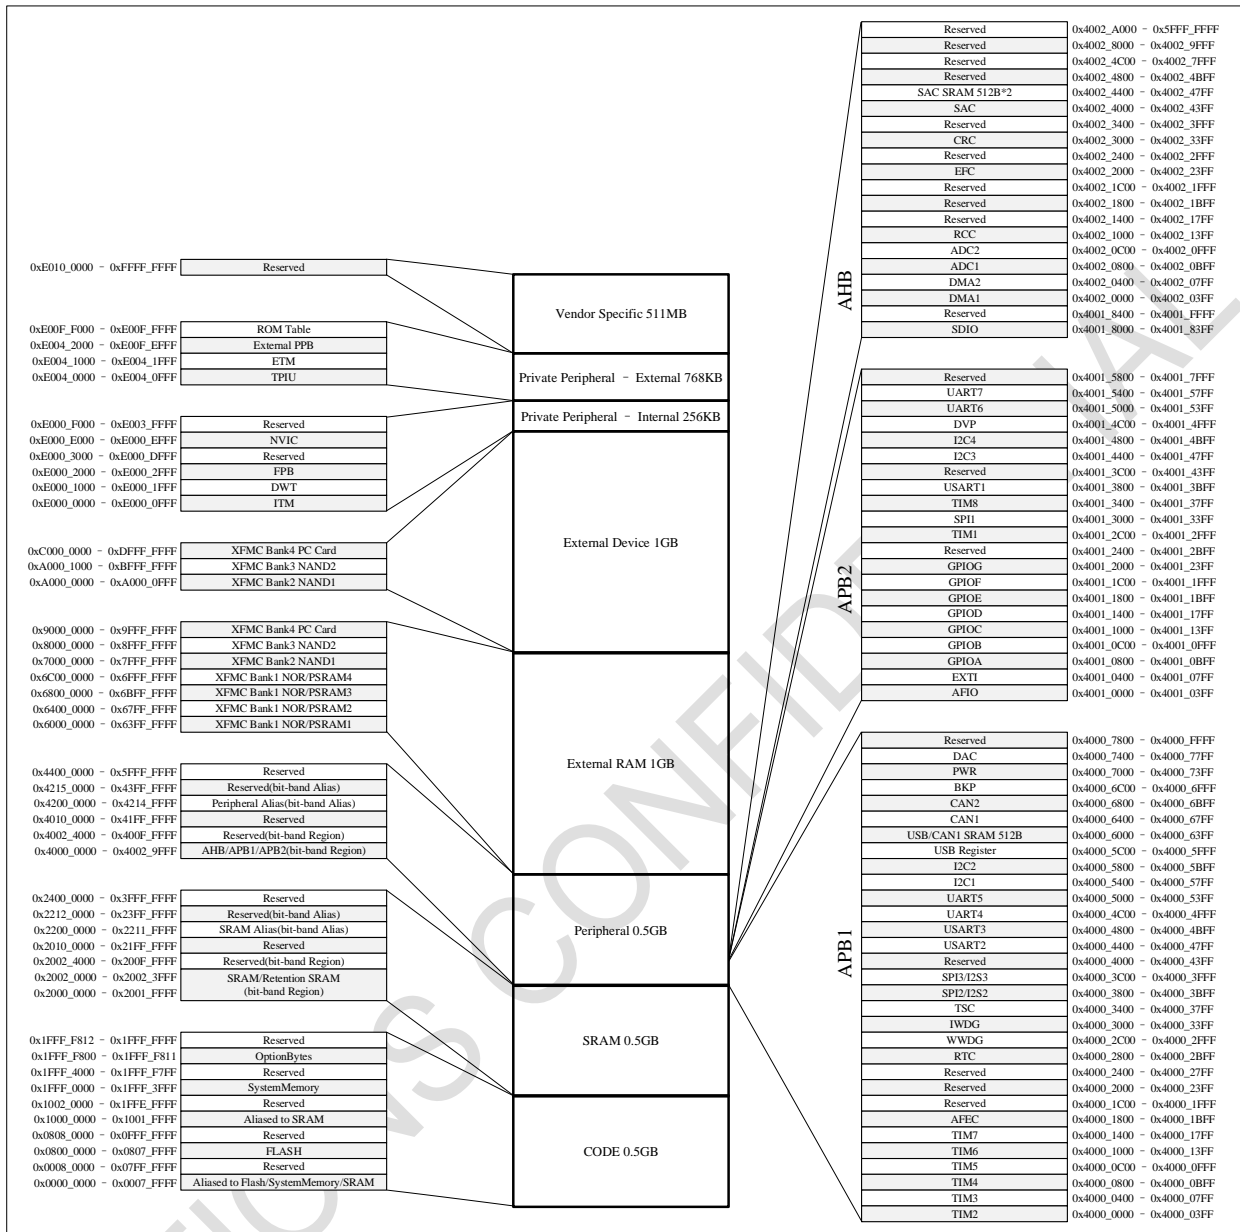 0xE010_0000 - 0xFFFF_FFFF Reserved
0xE00F_F000 - 0xE00F_FFFF ROM Table
0xE004_2000 - 0xE00F_EFFF External PPB
0xE004_1000 - 0xE004_1FFF ETM
0xE004_0000 - 0xE004_0FFF TPIU
0xE000_F000 - 0xE003_FFFF Reserved
0xE000_E000 - 0xE000_EFFF NVIC
0xE000_3000 - 0xE000_DFFF Reserved
0xE000_2000 - 0xE000_2FFF FPB
0xE000_1000 - 0xE000_1FFF DWT
0xE000_0000 - 0xE000_0FFF ITM
0xC000_0000 - 0xDFFF_FFFF XFMC Bank4 PC Card
0xA000_1000 - 0xBFFF_FFFF XFMC Bank3 NAND2
0xA000_0000 - 0xA000_0FFF XFMC Bank2 NAND1
0x9000_0000 - 0x9FFF_FFFF XFMC Bank4 PC Card
0x8000_0000 - 0x8FFF_FFFF XFMC Bank3 NAND2
0x7000_0000 - 0x7FFF_FFFF XFMC Bank2 NAND1
0x6C00_0000 - 0x6FFF_FFFF XFMC Bank1 NOR/PSRAM4
0x6800_0000 - 0x6BFF_FFFF XFMC Bank1 NOR/PSRAM3
0x6400_0000 - 0x67FF_FFFF XFMC Bank1 NOR/PSRAM2
0x6000_0000 - 0x63FF_FFFF XFMC Bank1 NOR/PSRAM1
0x4400_0000 - 0x5FFF_FFFF Reserved
0x4215_0000 - 0x43FF_FFFF Reserved(bit-band Alias)
0x4200_0000 - 0x4214_FFFF Peripheral Alias(bit-band Alias)
0x4010_0000 - 0x41FF_FFFF Reserved
0x4002_4000 - 0x400F_FFFF Reserved(bit-band Region)
0x4000_0000 - 0x4002_9FFF AHB/APB1/APB2(bit-band Region)
0x2400_0000 - 0x3FFF_FFFF Reserved
0x2212_0000 - 0x23FF_FFFF Reserved(bit-band Alias)
0x2200_0000 - 0x2211_FFFF SRAM Alias(bit-band Alias)
0x2010_0000 - 0x21FF_FFFF Reserved
0x2002_4000 - 0x200F_FFFF Reserved(bit-band Region)
0x2002_0000 - 0x2002_3FFF SRAM/Retention SRAM
0x2000_0000 - 0x2001_FFFF (bit-band Region)
0x1FFF_F812 - 0x1FFF_FFFF Reserved
0x1FFF_F800 - 0x1FFF_F811 OptionBytes
0x1FFF_4000 - 0x1FFF_F7FF Reserved
0x1FFF_0000 - 0x1FFF_3FFF SystemMemory
0x1002_0000 - 0x1FFE_FFFF Reserved
0x1000_0000 - 0x1001_FFFF Aliased to SRAM
0x0808_0000 - 0x0FFF_FFFF Reserved
0x0800_0000 - 0x0807_FFFF FLASH
0x0008_0000 - 0x07FF_FFFF Reserved
0x0000_0000 - 0x0007_FFFF Aliased to Flash/SystemMemory/SRAM
Vendor Specific 511MB
Private Peripheral - External 768KB
Private Peripheral - Internal 256KB
External Device 1GB
External RAM 1GB
Peripheral 0.5GB
SRAM 0.5GB
CODE 0.5GB
AHB
Reserved 0x4002_A000 - 0x5FFF_FFFF
Reserved 0x4002_8000 - 0x4002_9FFF
Reserved 0x4002_4C00 - 0x4002_7FFF
Reserved 0x4002_4800 - 0x4002_4BFF
SAC SRAM 512B*2 0x4002_4400 - 0x4002_47FF
SAC 0x4002_4000 - 0x4002_43FF
Reserved 0x4002_3400 - 0x4002_3FFF
CRC 0x4002_3000 - 0x4002_33FF
Reserved 0x4002_2400 - 0x4002_2FFF
EFC 0x4002_2000 - 0x4002_23FF
Reserved 0x4002_1C00 - 0x4002_1FFF
Reserved 0x4002_1800 - 0x4002_1BFF
Reserved 0x4002_1400 - 0x4002_17FF
RCC 0x4002_1000 - 0x4002_13FF
ADC2 0x4002_0C00 - 0x4002_0FFF
ADC1 0x4002_0800 - 0x4002_0BFF
DMA2 0x4002_0400 - 0x4002_07FF
DMA1 0x4002_0000 - 0x4002_03FF
Reserved 0x4001_8400 - 0x4001_FFFF
SDIO 0x4001_8000 - 0x4001_83FF
APB2
Reserved 0x4001_5800 - 0x4001_7FFF
UART7 0x4001_5400 - 0x4001_57FF
UART6 0x4001_5000 - 0x4001_53FF
DVP 0x4001_4C00 - 0x4001_4FFF
I2C4 0x4001_4800 - 0x4001_4BFF
I2C3 0x4001_4400 - 0x4001_47FF
Reserved 0x4001_3C00 - 0x4001_43FF
USART1 0x4001_3800 - 0x4001_3BFF
TIM8 0x4001_3400 - 0x4001_37FF
SPI1 0x4001_3000 - 0x4001_33FF
TIM1 0x4001_2C00 - 0x4001_2FFF
Reserved 0x4001_2400 - 0x4001_2BFF
GPIOG 0x4001_2000 - 0x4001_23FF
GPIOF 0x4001_1C00 - 0x4001_1FFF
GPIOE 0x4001_1800 - 0x4001_1BFF
GPIOD 0x4001_1400 - 0x4001_17FF
GPIOC 0x4001_1000 - 0x4001_13FF
GPIOB 0x4001_0C00 - 0x4001_0FFF
GPIOA 0x4001_0800 - 0x4001_0BFF
EXTI 0x4001_0400 - 0x4001_07FF
AFIO 0x4001_0000 - 0x4001_03FF
APB1
Reserved 0x4000_7800 - 0x4000_FFFF
DAC 0x4000_7400 - 0x4000_77FF
PWR 0x4000_7000 - 0x4000_73FF
BKP 0x4000_6C00 - 0x4000_6FFF
CAN2 0x4000_6800 - 0x4000_6BFF
CAN1 0x4000_6400 - 0x4000_67FF
USB/CAN1 SRAM 512B 0x4000_6000 - 0x4000_63FF
USB Register 0x4000_5C00 - 0x4000_5FFF
I2C2 0x4000_5800 - 0x4000_5BFF
I2C1 0x4000_5400 - 0x4000_57FF
UART5 0x4000_5000 - 0x4000_53FF
UART4 0x4000_4C00 - 0x4000_4FFF
USART3 0x4000_4800 - 0x4000_4BFF
USART2 0x4000_4400 - 0x4000_47FF
Reserved 0x4000_4000 - 0x4000_43FF
SPI3/I2S3 0x4000_3C00 - 0x4000_3FFF
SPI2/I2S2 0x4000_3800 - 0x4000_3BFF
TSC 0x4000_3400 - 0x4000_37FF
IWDG 0x4000_3000 - 0x4000_33FF
WWDG 0x4000_2C00 - 0x4000_2FFF
RTC 0x4000_2800 - 0x4000_2BFF
Reserved 0x4000_2400 - 0x4000_27FF
Reserved 0x4000_2000 - 0x4000_23FF
Reserved 0x4000_1C00 - 0x4000_1FFF
AFEC 0x4000_1800 - 0x4000_1BFF
TIM7 0x4000_1400 - 0x4000_17FF
TIM6 0x4000_1000 - 0x4000_13FF
TIM5 0x4000_0C00 - 0x4000_0FFF
TIM4 0x4000_0800 - 0x4000_0BFF
TIM3 0x4000_0400 - 0x4000_07FF
TIM2 0x4000_0000 - 0x4000_03FF